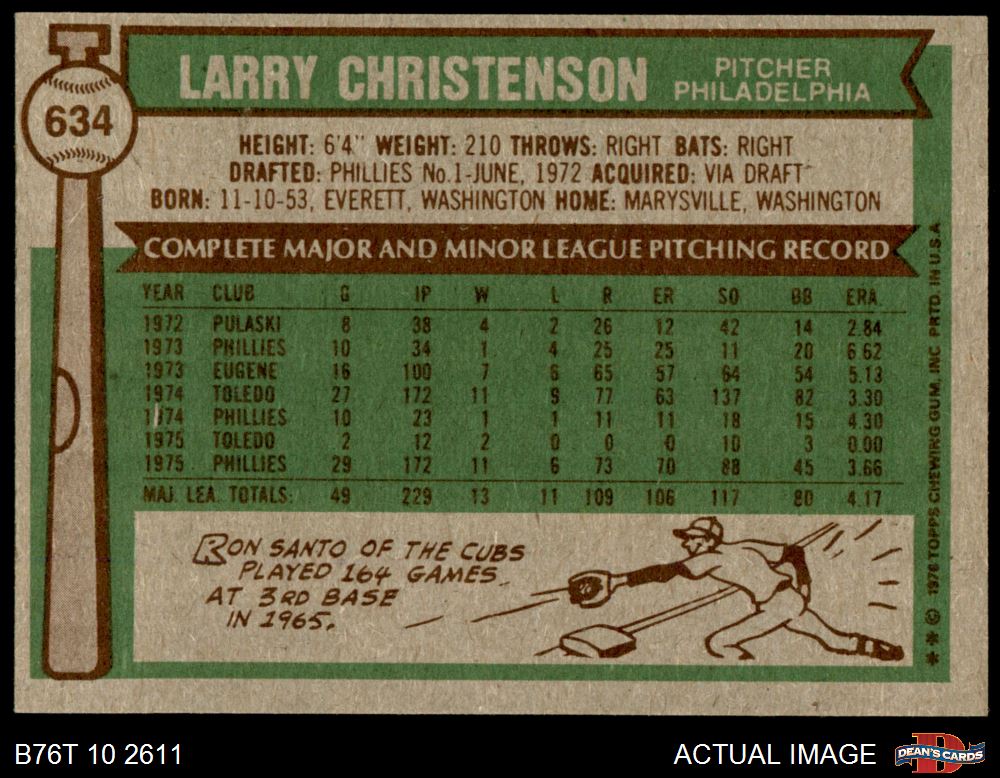 634
LARRY CHRISTENSON
PITCHER
PHILADELPHIA
HEIGHT: 6'4" WEIGHT: 210 THROWS: RIGHT BATS: RIGHT
DRAFTED: PHILLIES No.1-JUNE, 1972 ACQUIRED: VIA DRAFT
BORN: 11-10-53, EVERETT, WASHINGTON HOME: MARYSVILLE, WASHINGTON
COMPLETE MAJOR AND MINOR LEAGUE PITCHING RECORD
YEAR CLUB G IP W L R ER SO BB ERA
1972 PULASKI 8 38 4 2 26 12 42 14 2.84
1973 PHILLIES 10 34 1 4 25 25 11 20 6.62
1973 EUGENE 16 100 7 6 65 57 64 54 5.13
1974 TOLEDO 27 172 11 9 77 63 137 82 3.30
1974 PHILLIES 10 23 1 1 11 11 18 15 4.30
1975 TOLEDO 2 12 2 0 0 0 10 3 0.00
1975 PHILLIES 29 172 11 6 73 70 88 45 3.66
MAJ. LEA. TOTALS: 49 229 13 11 109 106 117 80 4.17
RON SANTO OF THE CUBS
PLAYED 164 GAMES
AT 3RD BASE
IN 1965.
** © 1976 TOPPS CHEWING GUM, INC. PRTD. IN U.S.A.
B76T 10 2611
ACTUAL IMAGE
DEAN'S CARDS